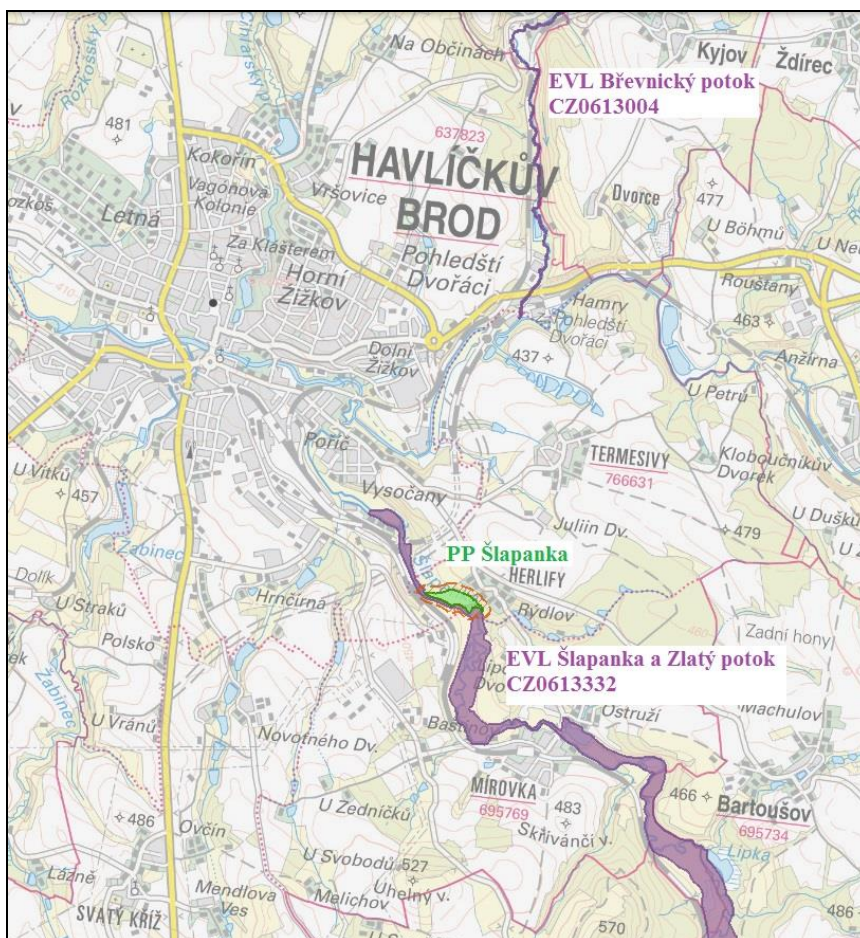 Na Občinách
Kyjov
Ždírec
EVL Břevnický potok
CZ0613004
481
637823
Kokořín
HAVLÍČKŮV
BROD
Dvorce
477
Letná
Vagónová
Kolonie
Vršovice
U Böhmů
Za Klášterem
Pohledští
Dvořáci
Horní
Žižkov
Rouštany
Hamry
Pohledští
Dvořáci
463
Dolní
Žižkov
437
Anžírna
U Petrů
Poříč
TERMESIVY
766631
Kloboučníkův
Dvorek
U Vitků
457
Vysočany
U Dušků
Juliin Dv.
479
Žabinec
PP Šlapanka
HERLIFY
Dolík
U Straků
Hrnčírna
Rýdlov
Zadní hony
Polsko
EVL Šlapanka a Zlatý potok
CZ0613332
Žabinec
Ostruží
Machulov
U Vránů
Novotného Dv.
MÍROVKA
695769
466
Bartoušov
695734
486
Ovčín
U Zedníčků
483
Skřivánčí v.
Lipka
Lázně
U Svobodů
527
Mendlova
Ves
Melichov
Uhelný v.
486
SVATÝ KŘÍŽ
570